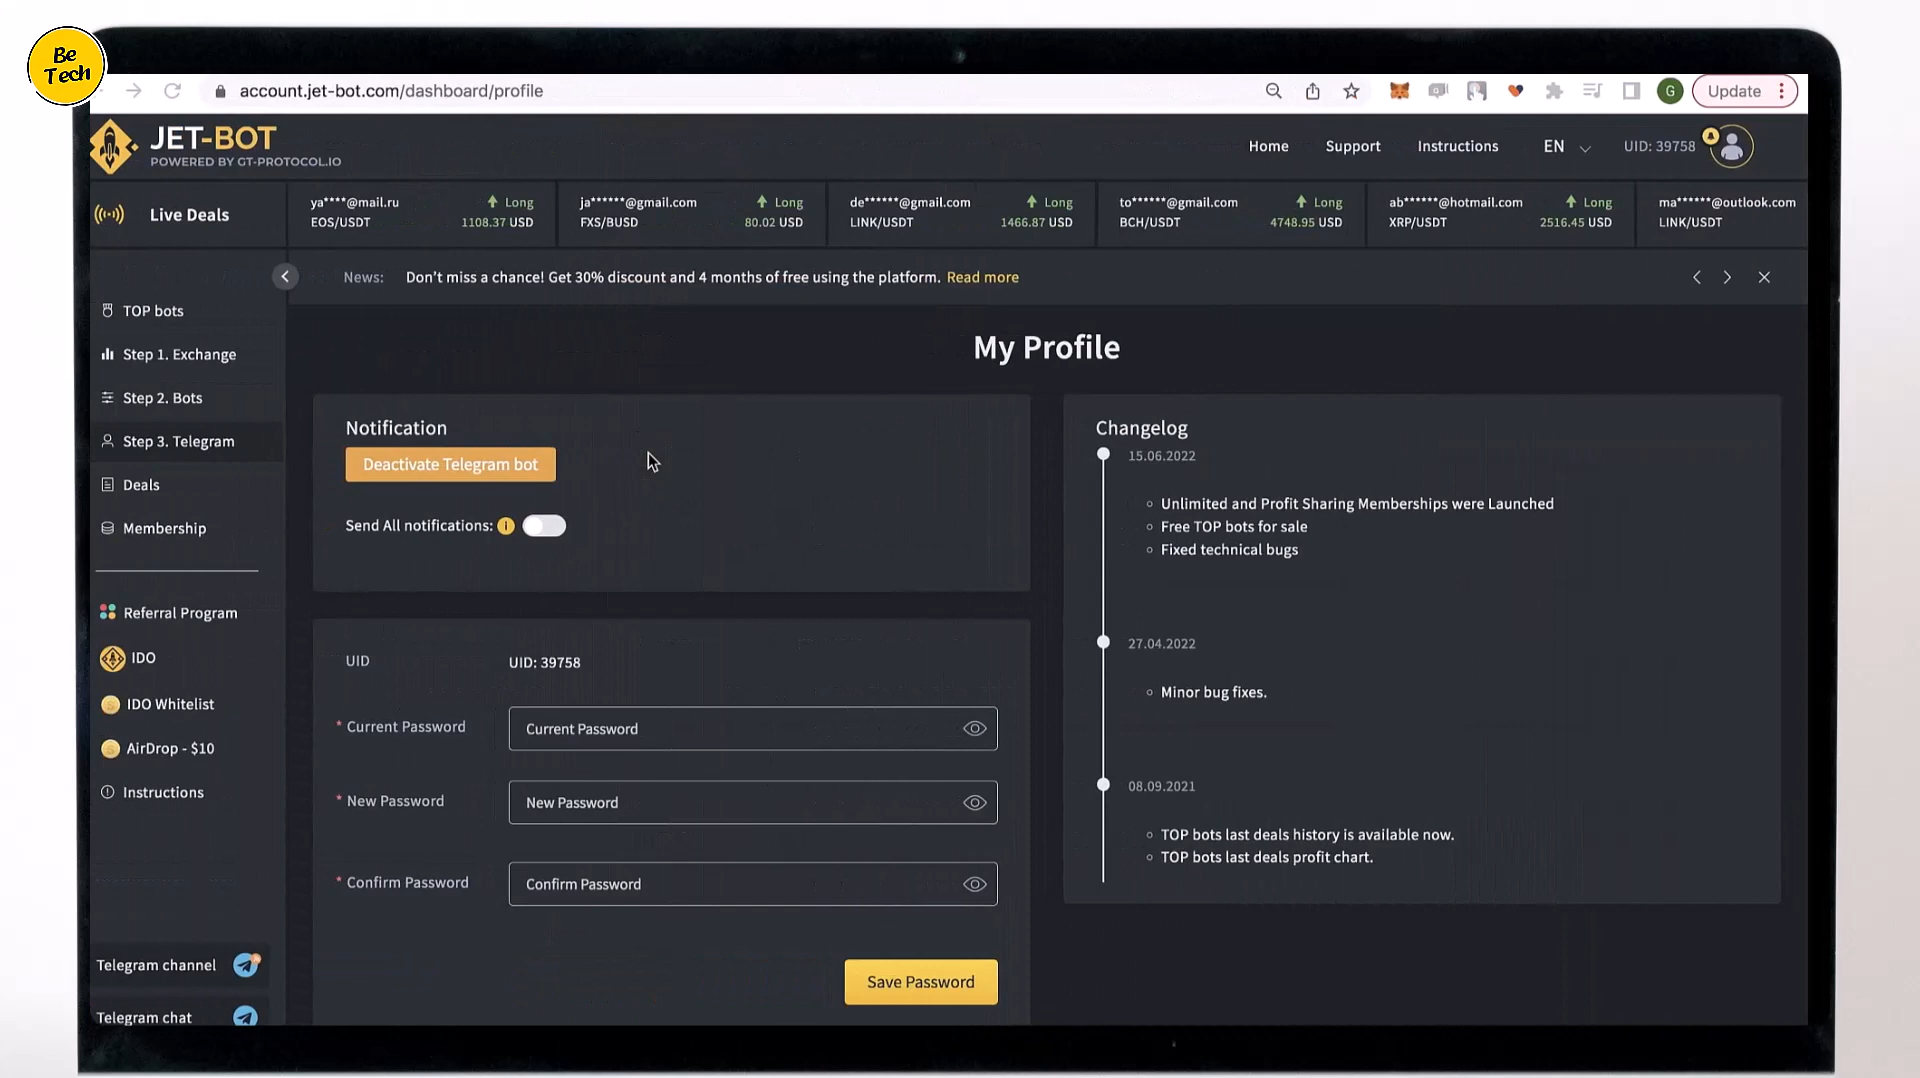 Be
Tech
account.jet-bot.com/dashboard/profile
G
Update
JET-BOT
POWERED BY GT-PROTOCOL.IO
Home
Support
Instructions
EN
UID: 39758
Live Deals
ya****@mail.ru
Long
EOS/USDT
1108.37 USD
ja******@gmail.com
Long
FXS/BUSD
80.02 USD
de******@gmail.com
Long
LINK/USDT
1466.87 USD
to******@gmail.com
Long
BCH/USDT
4748.95 USD
ab******@hotmail.com
Long
XRP/USDT
2516.45 USD
ma******@outlook.com
LINK/USDT
News: Don't miss a chance! Get 30% discount and 4 months of free using the platform. Read more
TOP bots
Step 1. Exchange
Step 2. Bots
Step 3. Telegram
Deals
Membership
Referral Program
IDO
IDO Whitelist
AirDrop - $10
Instructions
Telegram channel
Telegram chat
My Profile
Notification
Deactivate Telegram bot
Send All notifications:
UID
UID: 39758
* Current Password
Current Password
* New Password
New Password
* Confirm Password
Confirm Password
Save Password
Changelog
15.06.2022
Unlimited and Profit Sharing Memberships were Launched
Free TOP bots for sale
Fixed technical bugs
27.04.2022
Minor bug fixes.
08.09.2021
TOP bots last deals history is available now.
TOP bots last deals profit chart.